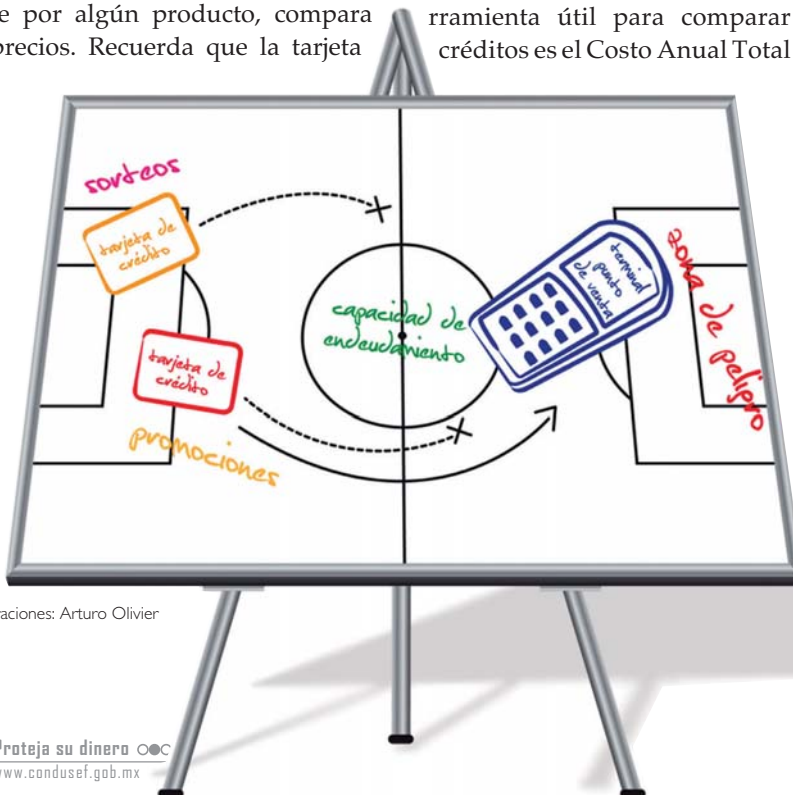 e por algún producto, compara
precios. Recuerda que la tarjeta
rramienta útil para comparar
créditos es el Costo Anual Total
sorteos
tarjeta de
crédito
tarjeta de
crédito
promociones
capacidad de
endeudamiento
terminal
punto
de venta
zona de pelipro
raciones: Arturo Olivier
Proteja su dinero
www.condusef.gob.mx